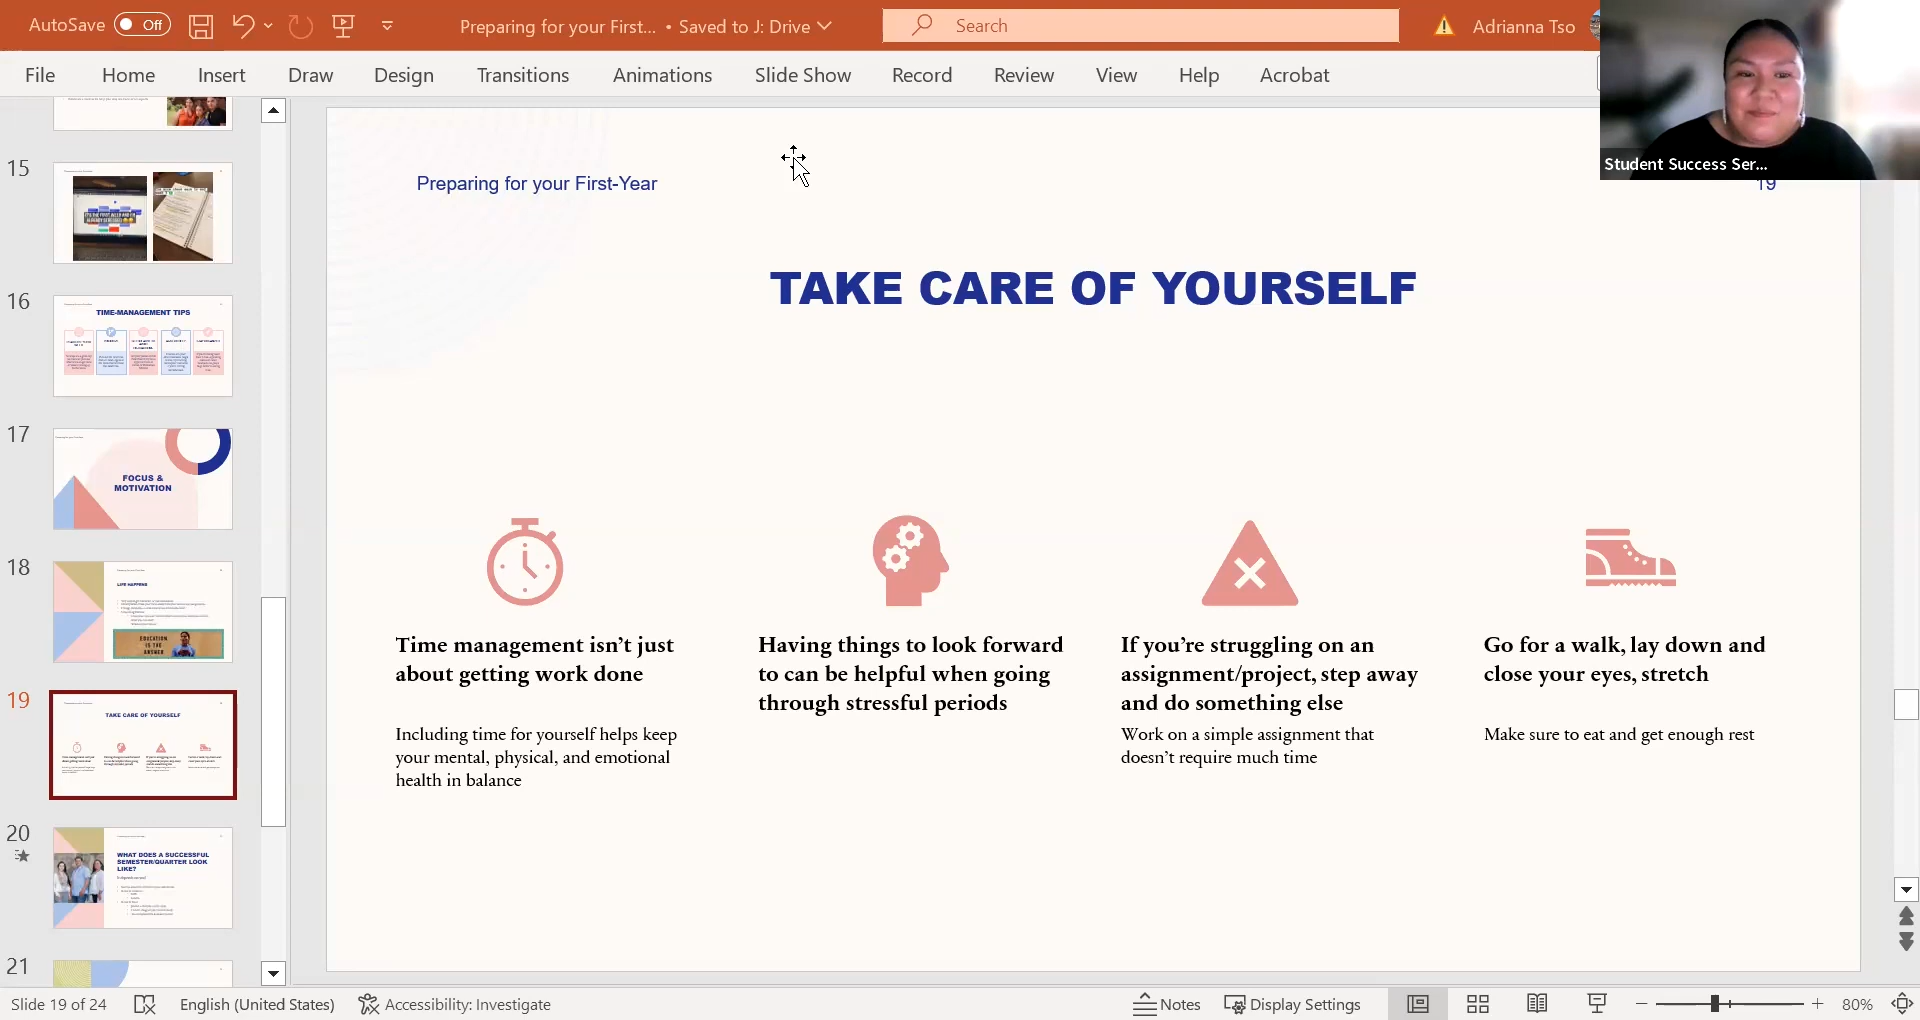 AutoSave Off
Preparing for your First... • Saved to J: Drive
Search
Adrianna Tso
File Home Insert Draw Design Transitions Animations Slide Show Record Review View Help Acrobat
Student Success Ser...
15
16
TIME-MANAGEMENT TIPS
17
FOCUS &
MOTIVATION
18
LIFE HAPPENS
EDUCATION
IS THE
ANSWER
19
TAKE CARE OF YOURSELF
20
WHAT DOES A SUCCESSFUL
SEMESTER/QUARTER LOOK
LIKE?
21
Preparing for your First-Year
19
TAKE CARE OF YOURSELF
Time management isn't just
about getting work done
Including time for yourself helps keep
your mental, physical, and emotional
health in balance
Having things to look forward
to can be helpful when going
through stressful periods
If you're struggling on an
assignment/project, step away
and do something else
Work on a simple assignment that
doesn't require much time
Go for a walk, lay down and
close your eyes, stretch
Make sure to eat and get enough rest
Slide 19 of 24 English (United States) Accessibility: Investigate Notes Display Settings 80%